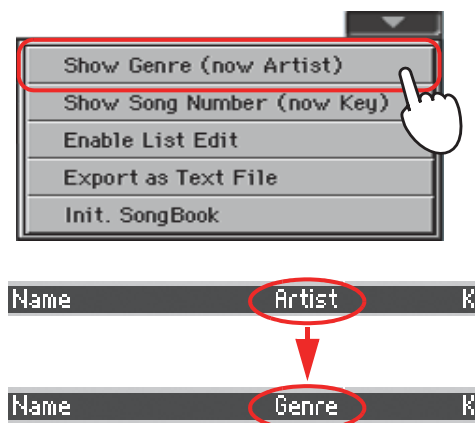 Show Genre (now Artist)
Show Song Number (now Key)
Enable List Edit
Export as Text File
Init. SongBook
Name Artist K
Name Genre K